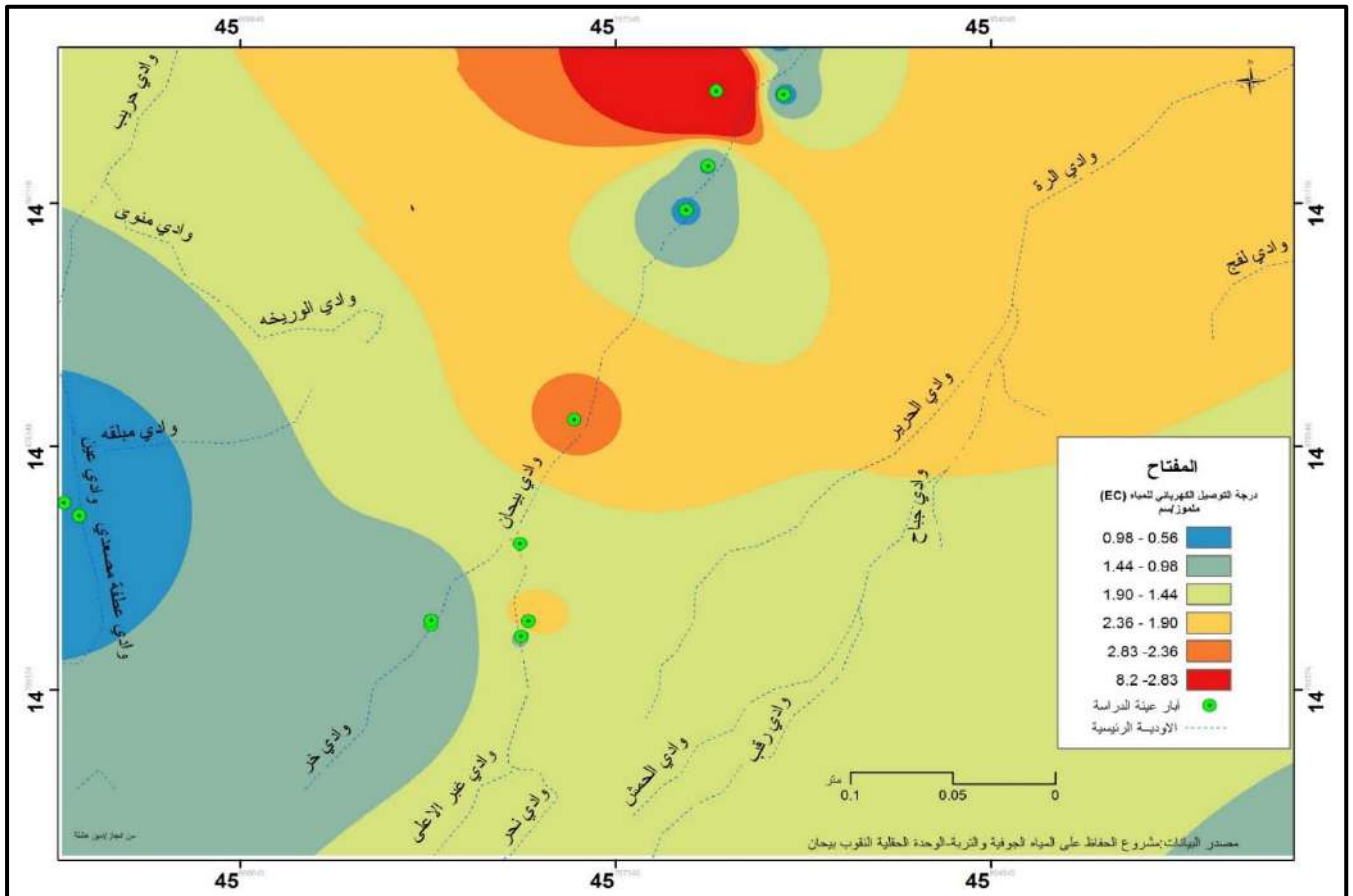 45 45 45
وادي حريب
وادي الرة
14 14
وادي منوى
وادي لفج
وادي الوريخه
وادي الحرير
وادي مبلقه
14 14
المفتاح
درجة التوصيل الكهربائي للمياه (EC)
ملموز/سم
0.98 - 0.56
1.44 - 0.98
1.90 - 1.44
2.36 - 1.90
2.83 -2.36
8.2 -2.83
آبار عينة الدراسة
الاودية الرئيسية
وادي عين
وادي بيحان
وادي جباح
وادي عطفة مصعدي
14 14
وادي خر
وادي رقب
وادي الحمش
وادي غبر الاعلى
وادي نحر
متر
0.1 0.05 0
مصدر البيانات:مشروع الحفاظ على المياه الجوفية والتربة-الوحدة الحقلية النقوب بيحان
45 45 45